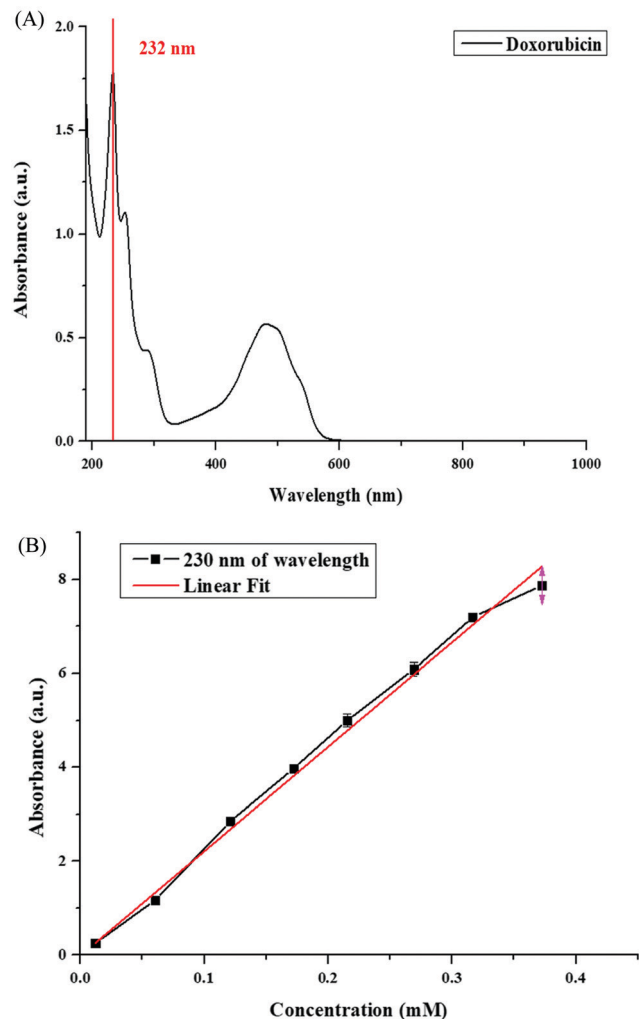 (A)
232 nm
Doxorubicin
2.0
1.5
1.0
0.5
0.0
Absorbance (a.u.)
200 400 600 800 1000
Wavelength (nm)
(B)
230 nm of wavelength
Linear Fit
8
6
4
2
0
Absorbance (a.u.)
0.0 0.1 0.2 0.3 0.4
Concentration (mM)